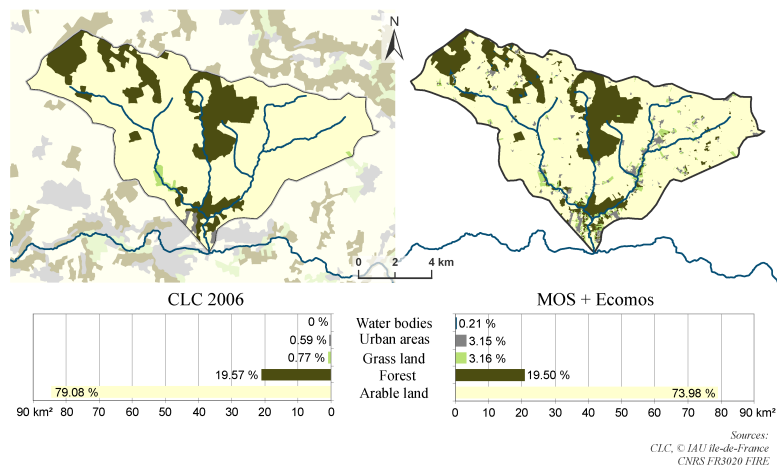 N
0 2 4 km
CLC 2006
MOS + Ecomos
0 % Water bodies 0.21 %
0.59 % Urban areas 3.15 %
0.77 % Grass land 3.16 %
19.57 % Forest 19.50 %
79.08 % Arable land 73.98 %
90 km² 80 70 60 50 40 30 20 10 0
0 10 20 30 40 50 60 70 80 90 km²
Sources:
CLC, © IAU île-de-France
CNRS FR3020 FIRE